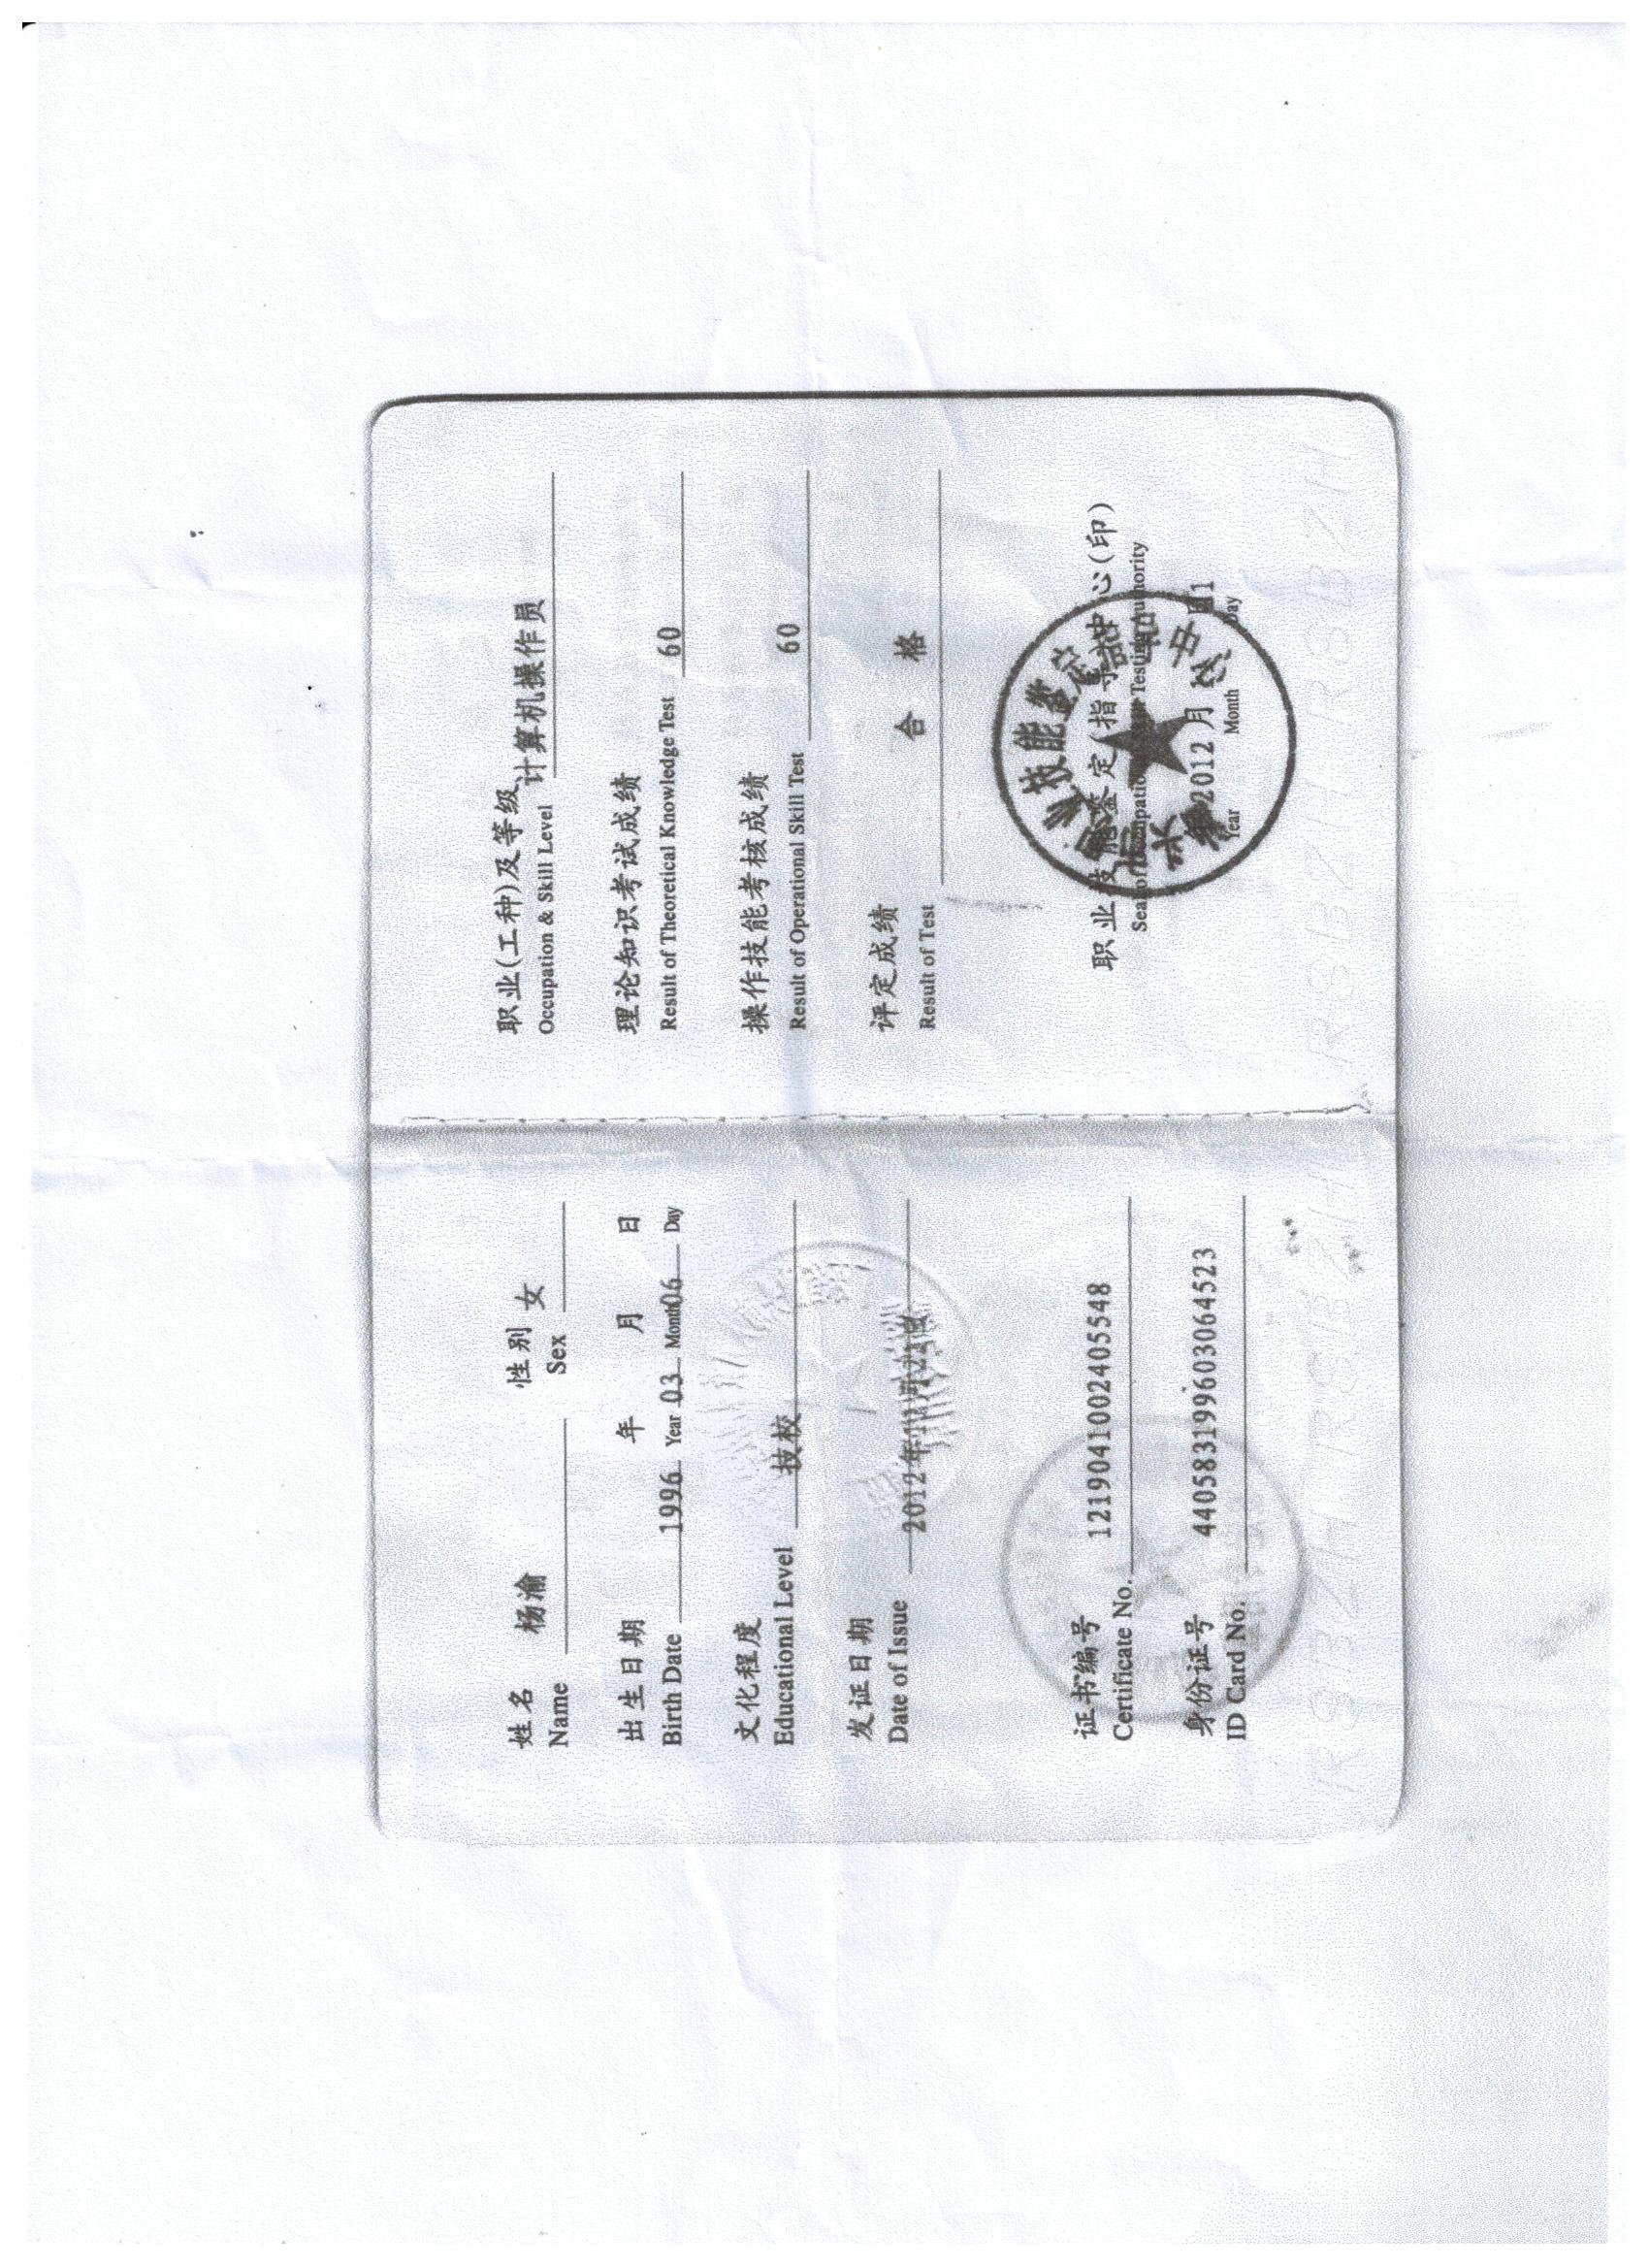 姓名 杨渝 性别 女
Name Sex
出生日期 年 月 日
Birth Date 1996 Year 03 Month 06 Day
文化程度 技校
Educational Level
发证日期
Date of Issue 2012年
证书编号 1219041002405548
Certificate No.
身份证号 440583199603064523
ID Card No.
职业(工种)及等级 计算机操作员
Occupation & Skill Level
理论知识考试成绩 60
Result of Theoretical Knowledge Test
操作技能考核成绩 60
Result of Operational Skill Test
评定成绩 合 格
Result of Test
职业技能鉴定(指导)中心(印)
Seal of Occupational Testing Authority
2012 月
Year Month Day
业技能鉴定